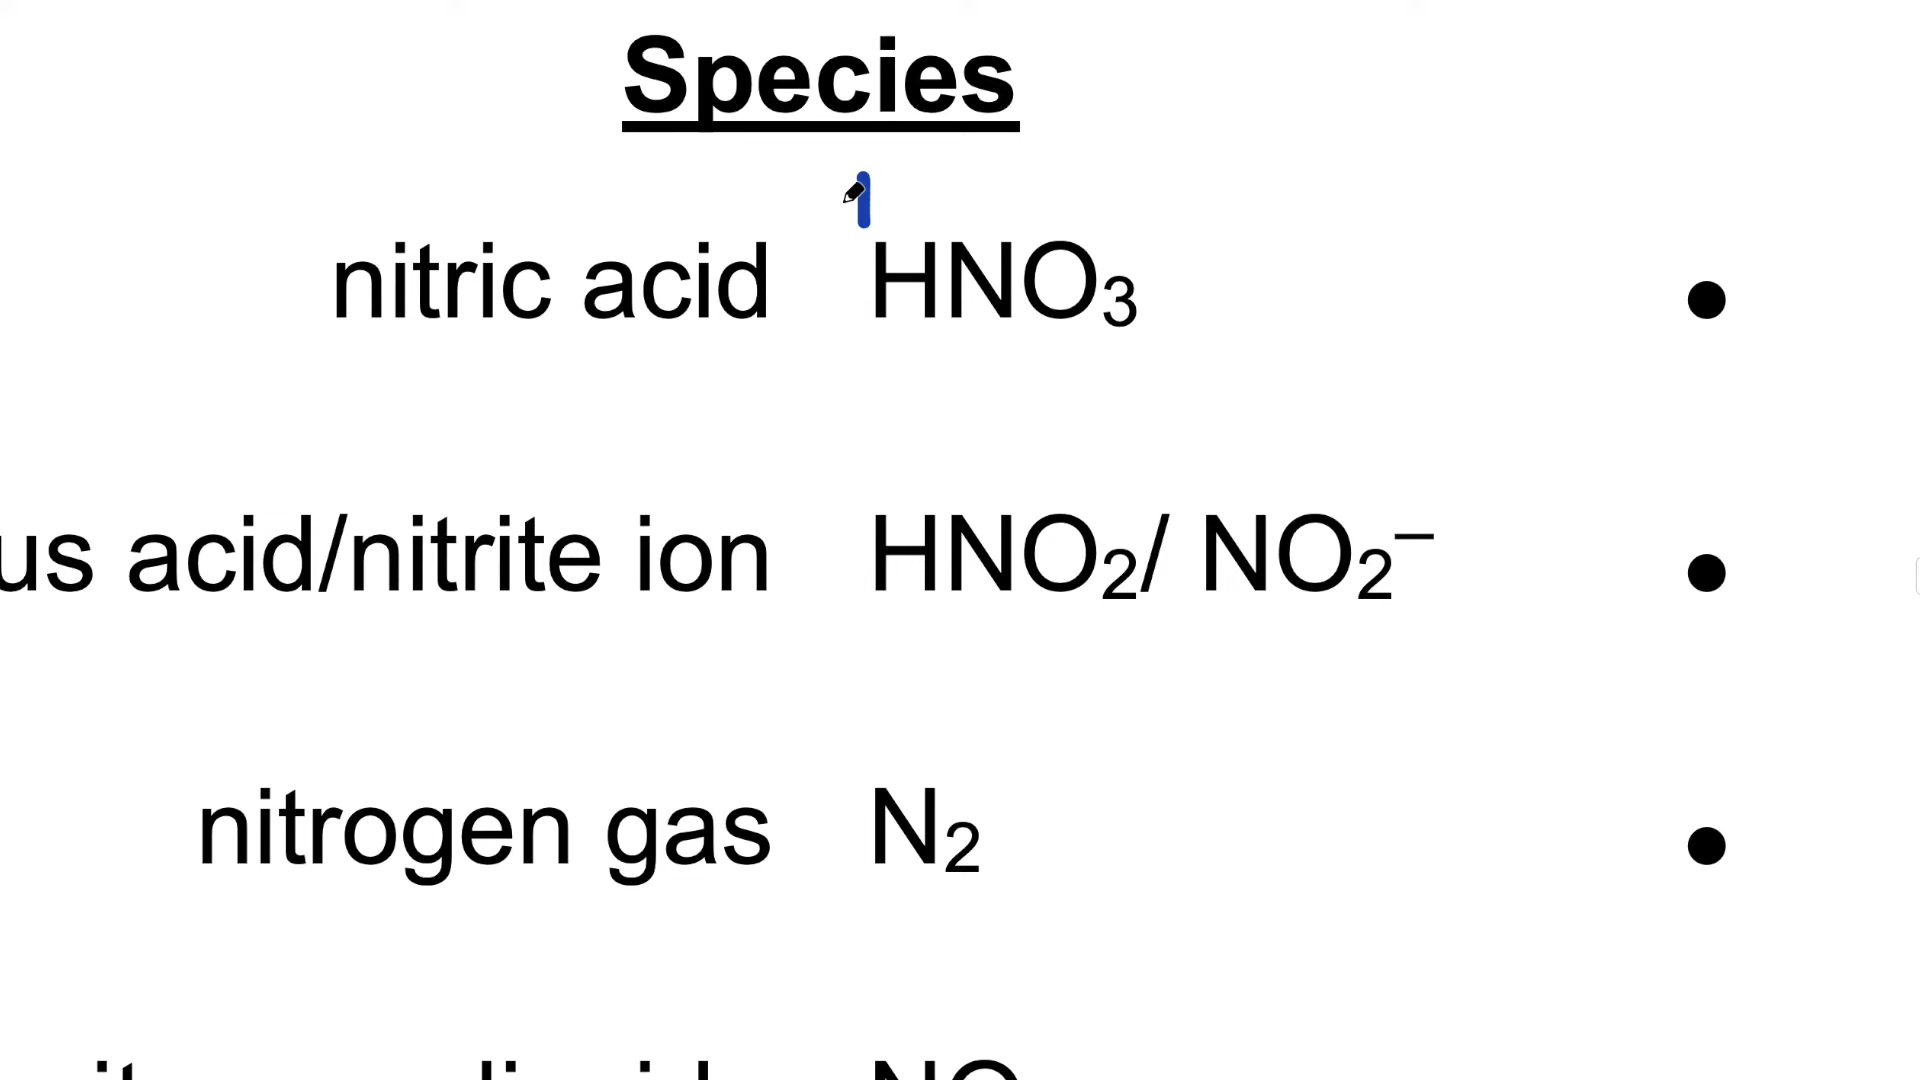 Species
nitric acid HNO₃ •
us acid/nitrite ion HNO₂/ NO₂⁻ •
nitrogen gas N₂ •